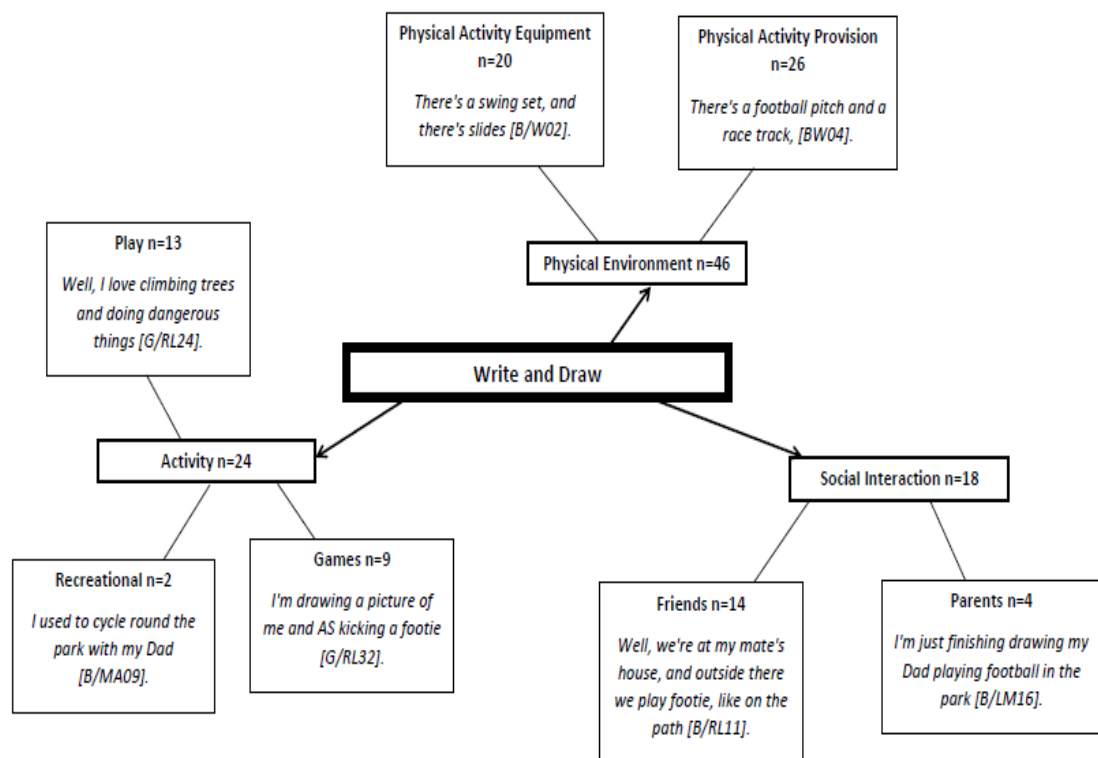 Physical Activity Equipment
n=20
There's a swing set, and
there's slides [B/W02].
Physical Activity Provision
n=26
There's a football pitch and a
race track, [BW04].
Physical Environment n=46
Play n=13
Well, I love climbing trees
and doing dangerous
things [G/RL24].
Write and Draw
Activity n=24
Social Interaction n=18
Recreational n=2
I used to cycle round the
park with my Dad
[B/MA09].
Games n=9
I'm drawing a picture of
me and AS kicking a footie
[G/RL32].
Friends n=14
Well, we're at my mate's
house, and outside there
we play footie, like on the
path [B/RL11].
Parents n=4
I'm just finishing drawing my
Dad playing football in the
park [B/LM16].